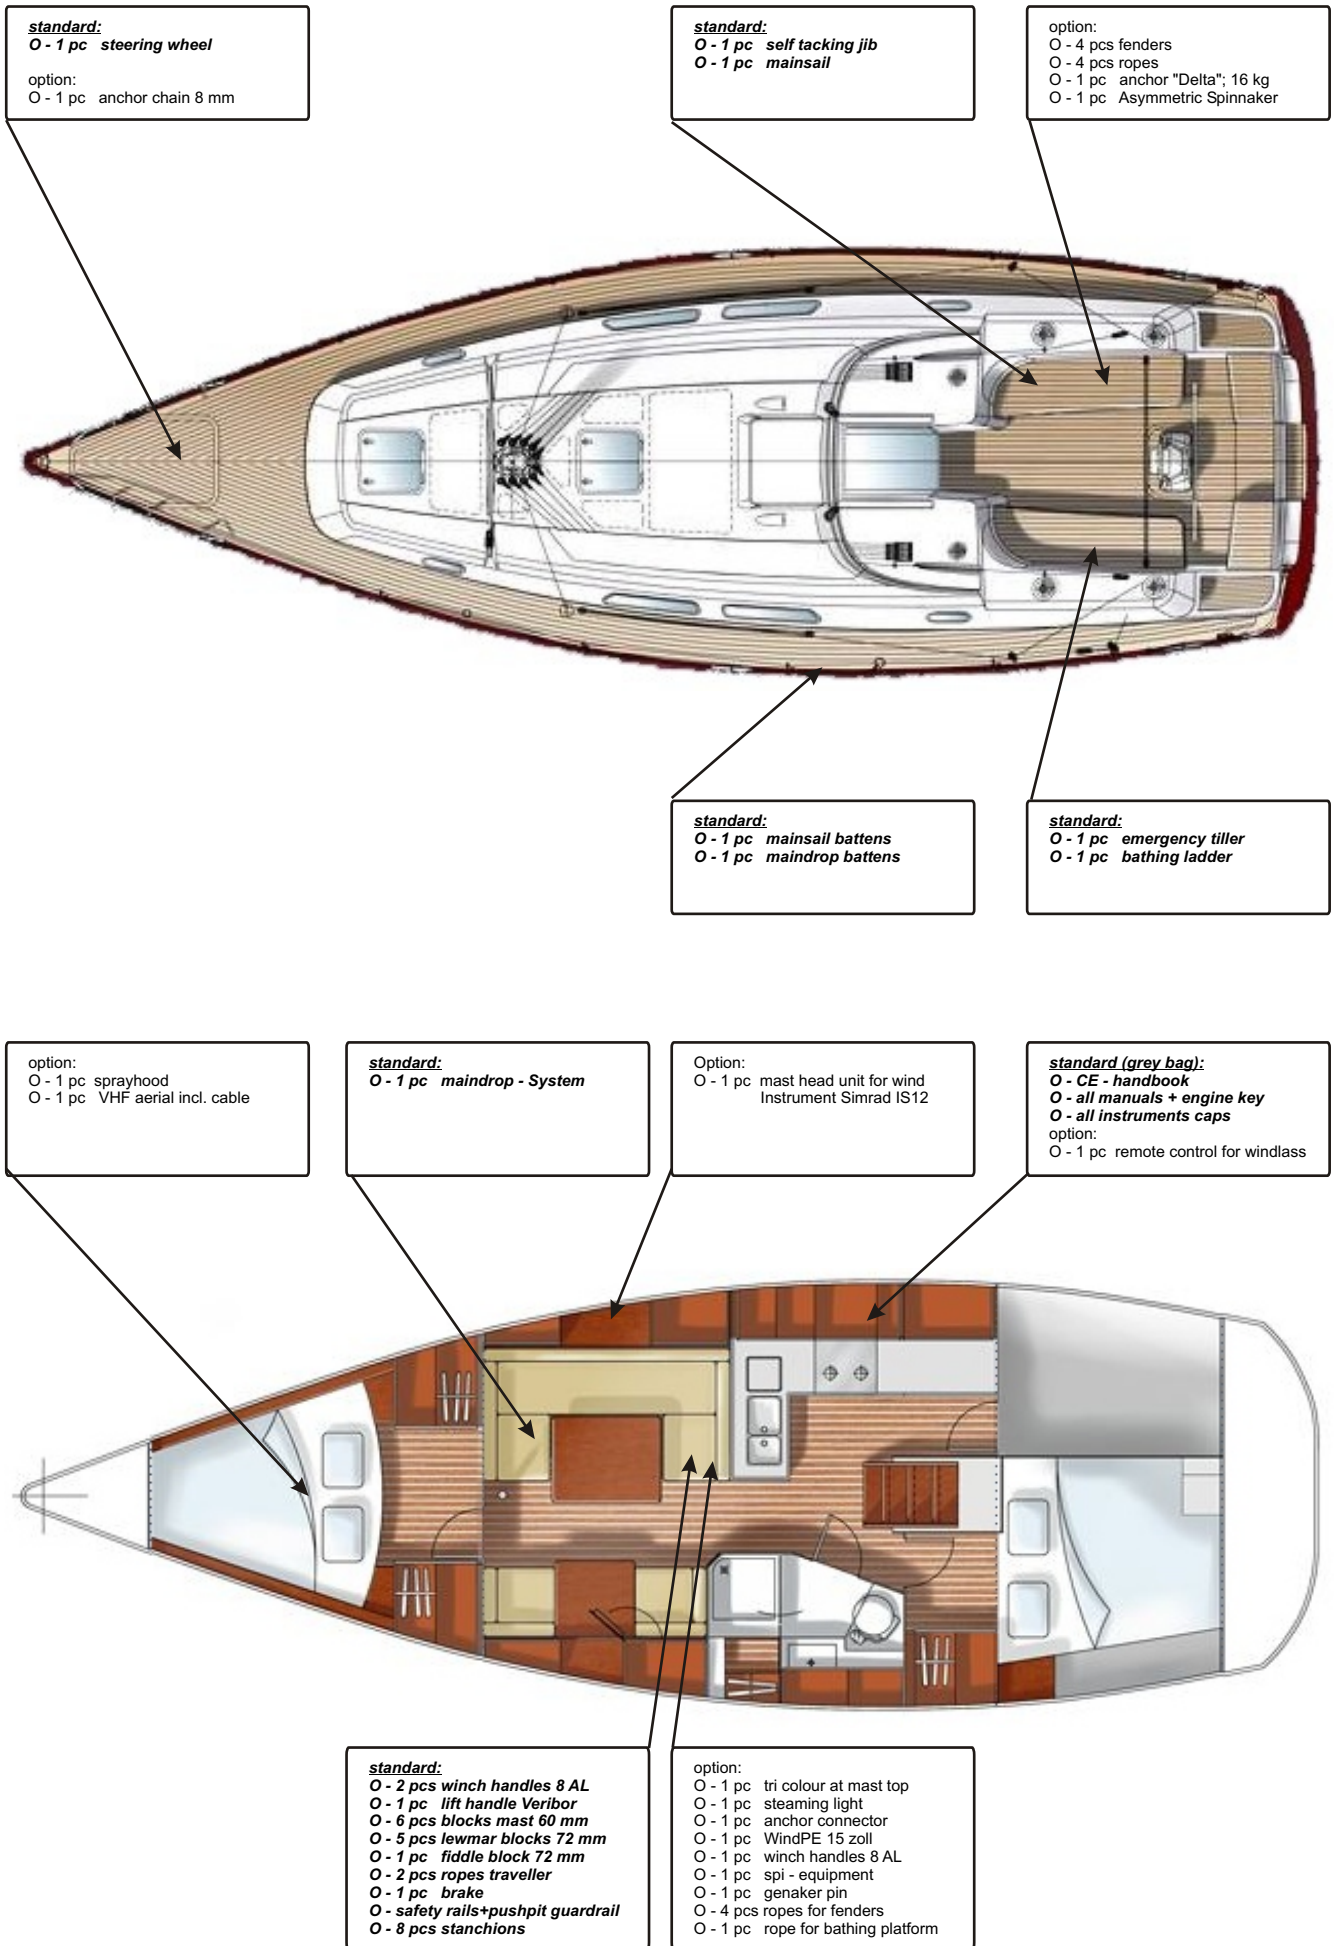 standard:
O - 1 pc steering wheel
option:
O - 1 pc anchor chain 8 mm
standard:
O - 1 pc self tacking jib
O - 1 pc mainsail
option:
O - 4 pcs fenders
O - 4 pcs ropes
O - 1 pc anchor "Delta"; 16 kg
O - 1 pc Asymmetric Spinnaker
standard:
O - 1 pc mainsail battens
O - 1 pc maindrop battens
standard:
O - 1 pc emergency tiller
O - 1 pc bathing ladder
option:
O - 1 pc sprayhood
O - 1 pc VHF aerial incl. cable
standard:
O - 1 pc maindrop - System
Option:
O - 1 pc mast head unit for wind
Instrument Simrad IS12
standard (grey bag):
O - CE - handbook
O - all manuals + engine key
O - all instruments caps
option:
O - 1 pc remote control for windlass
standard:
O - 2 pcs winch handles 8 AL
O - 1 pc lift handle Veribor
O - 6 pcs blocks mast 60 mm
O - 5 pcs lewmar blocks 72 mm
O - 1 pc fiddle block 72 mm
O - 2 pcs ropes traveller
O - 1 pc brake
O - safety rails+pushpit guardrail
O - 8 pcs stanchions
option:
O - 1 pc tri colour at mast top
O - 1 pc steaming light
O - 1 pc anchor connector
O - 1 pc WindPE 15 zoll
O - 1 pc winch handles 8 AL
O - 1 pc spi - equipment
O - 1 pc genaker pin
O - 4 pcs ropes for fenders
O - 1 pc rope for bathing platform